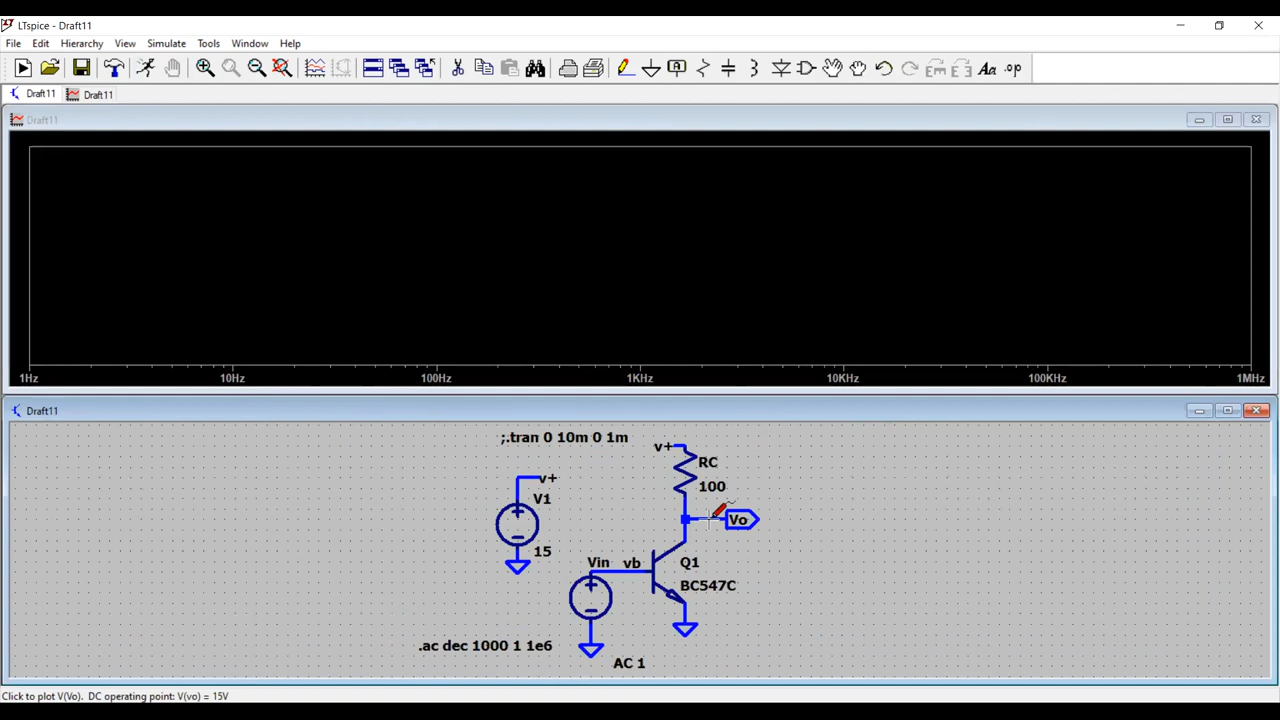 LTspice - Draft11
File Edit Hierarchy View Simulate Tools Window Help
Aa .op
Draft11 Draft11
Draft11
1Hz 10Hz 100Hz 1KHz 10KHz 100KHz 1MHz
Draft11
;.tran 0 10m 0 1m
v+
RC
100
v+
V1
15
Vo
Vin vb
Q1
BC547C
.ac dec 1000 1 1e6
AC 1
Click to plot V(Vo). DC operating point: V(vo) = 15V